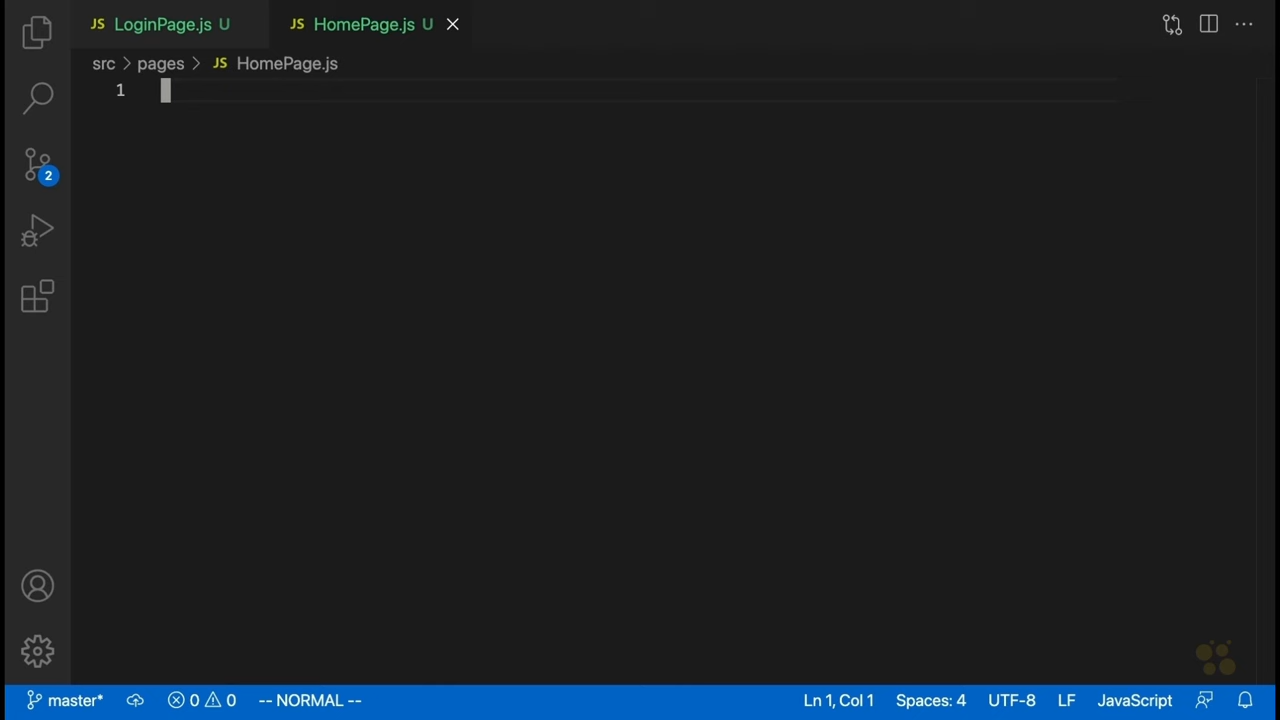 JS LoginPage.js U JS HomePage.js U
src > pages > JS HomePage.js
1
2
master* 0 0 -- NORMAL -- Ln 1, Col 1 Spaces: 4 UTF-8 LF JavaScript